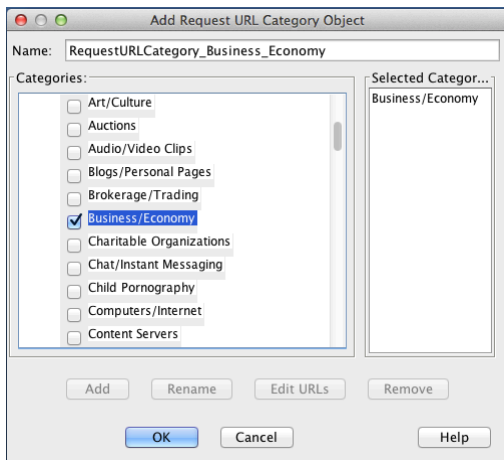 Add Request URL Category Object
Name: RequestURLCategory_Business_Economy
Categories:
Art/Culture
Auctions
Audio/Video Clips
Blogs/Personal Pages
Brokerage/Trading
Business/Economy
Charitable Organizations
Chat/Instant Messaging
Child Pornography
Computers/Internet
Content Servers
Selected Categor...
Business/Economy
Add Rename Edit URLs Remove
OK Cancel Help